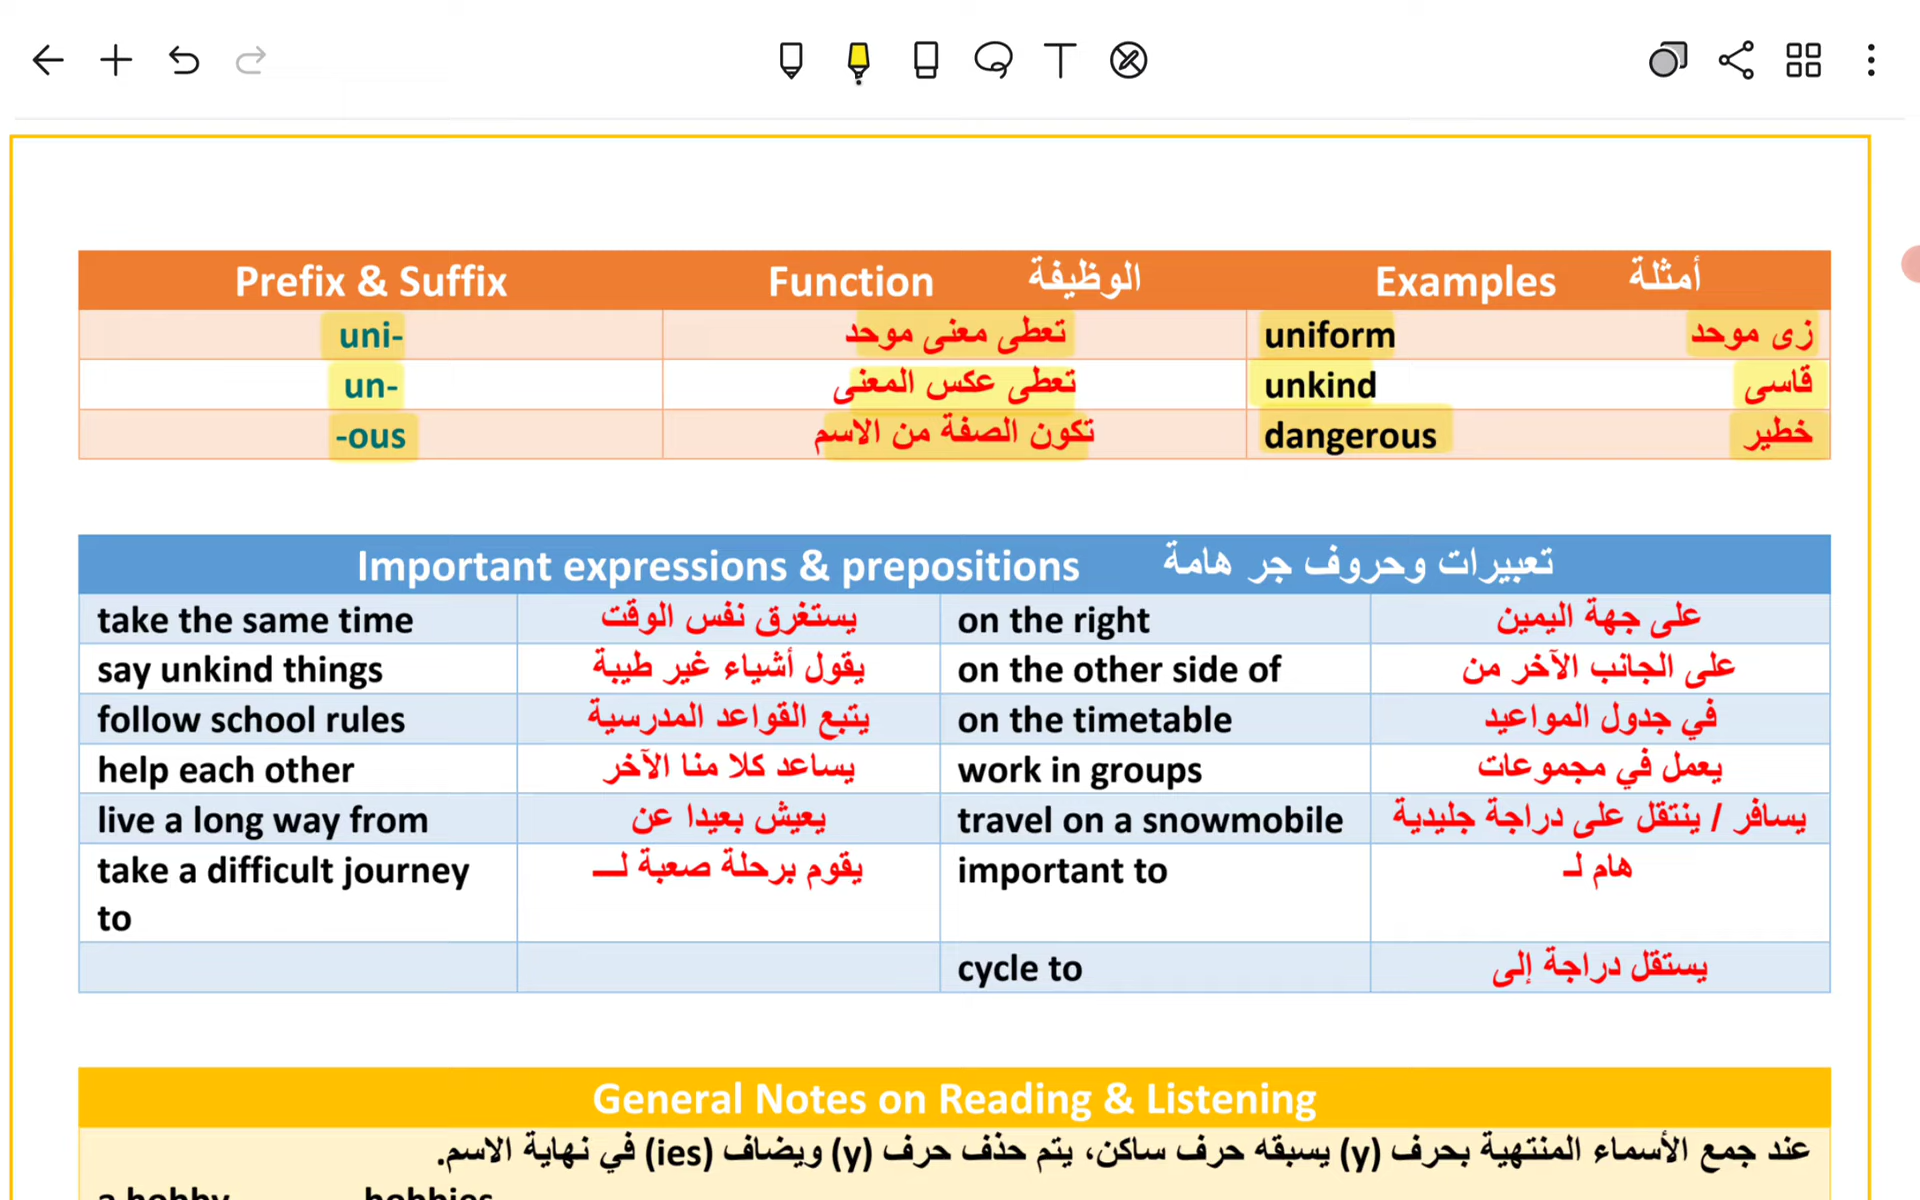 Prefix & Suffix Function الوظيفة Examples أمثلة
uni- تعطى معنى موحد uniform زى موحد
un- تعطى عكس المعنى unkind قاسى
-ous تكون الصفة من الاسم dangerous خطير
Important expressions & prepositions تعبيرات وحروف جر هامة
take the same time يستغرق نفس الوقت on the right على جهة اليمين
say unkind things يقول أشياء غير طيبة on the other side of على الجانب الآخر من
follow school rules يتبع القواعد المدرسية on the timetable في جدول المواعيد
help each other يساعد كلا منا الآخر work in groups يعمل في مجموعات
live a long way from يعيش بعيدا عن travel on a snowmobile يسافر / ينتقل على دراجة جليدية
take a difficult journey يقوم برحلة صعبة لــ important to هام لـ
to
cycle to يستقل دراجة إلى
General Notes on Reading & Listening
عند جمع الأسماء المنتهية بحرف (y) يسبقه حرف ساكن، يتم حذف حرف (y) ويضاف (ies) في نهاية الاسم.
a hobby hobbies